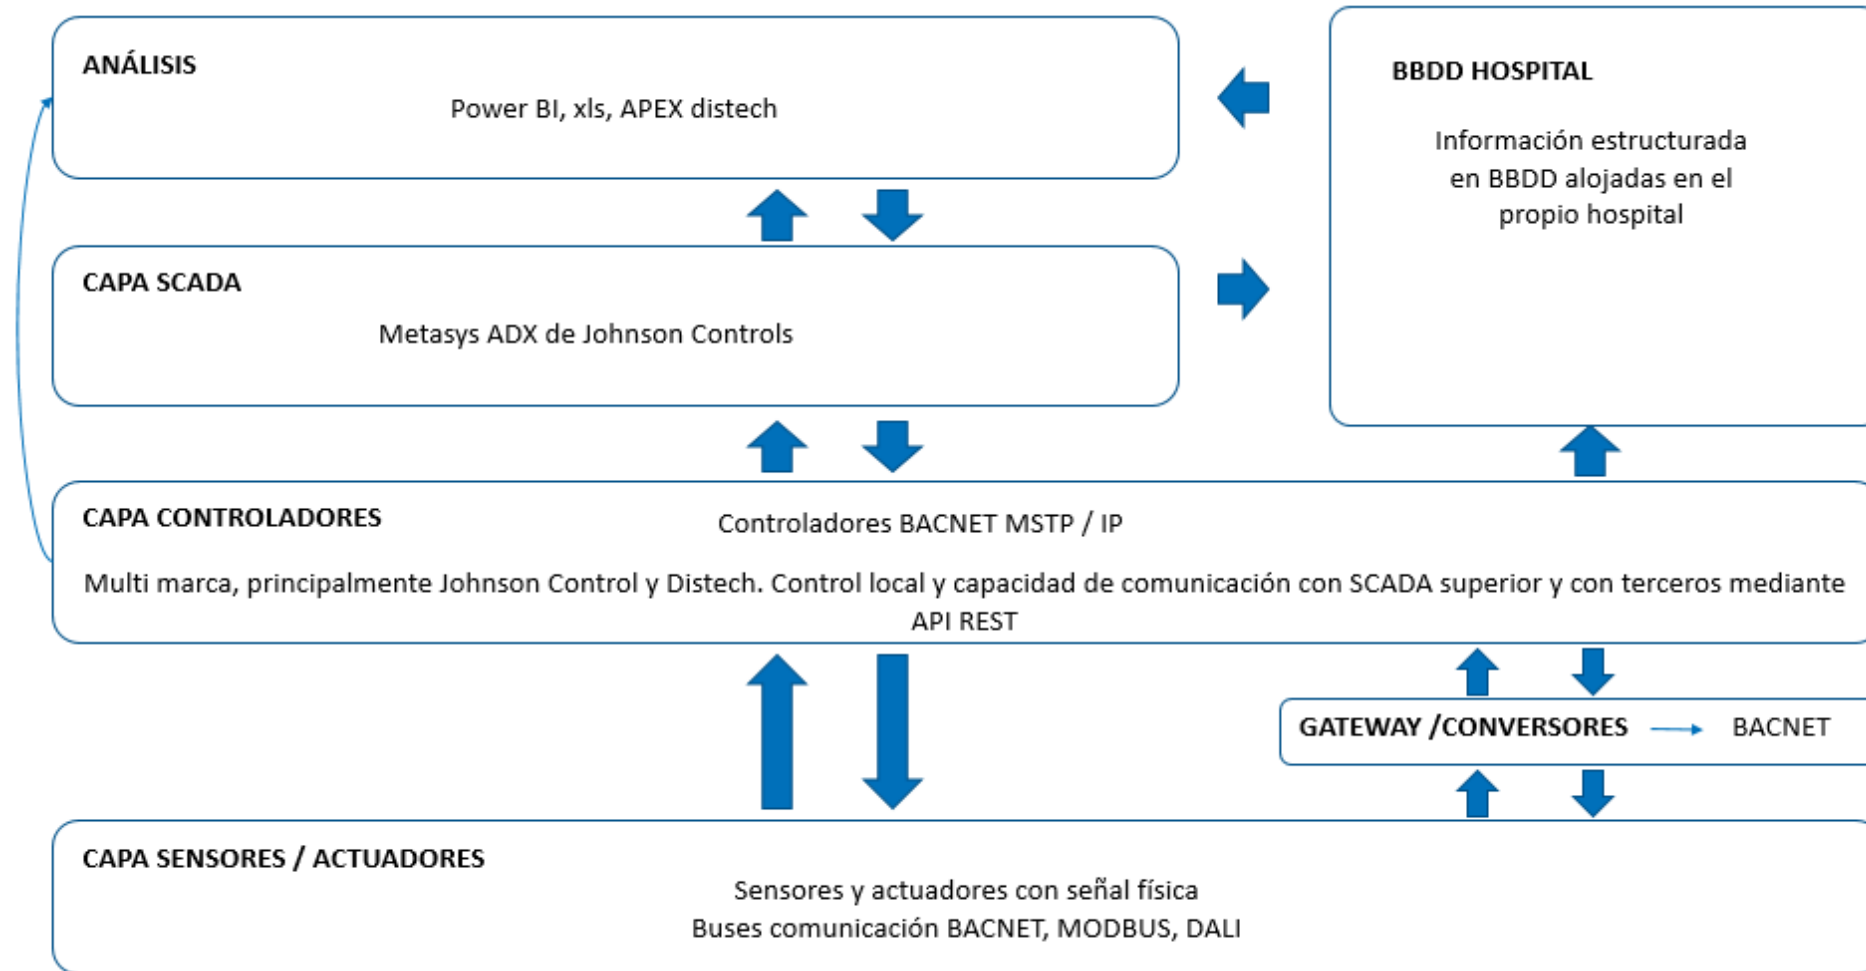 ANÁLISIS
Power BI, xls, APEX distech
BBDD HOSPITAL
Información estructurada
en BBDD alojadas en el
propio hospital
CAPA SCADA
Metasys ADX de Johnson Controls
CAPA CONTROLADORES
Controladores BACNET MSTP / IP
Multi marca, principalmente Johnson Control y Distech. Control local y capacidad de comunicación con SCADA superior y con terceros mediante
API REST
GATEWAY /CONVERSORES
BACNET
CAPA SENSORES / ACTUADORES
Sensores y actuadores con señal física
Buses comunicación BACNET, MODBUS, DALI